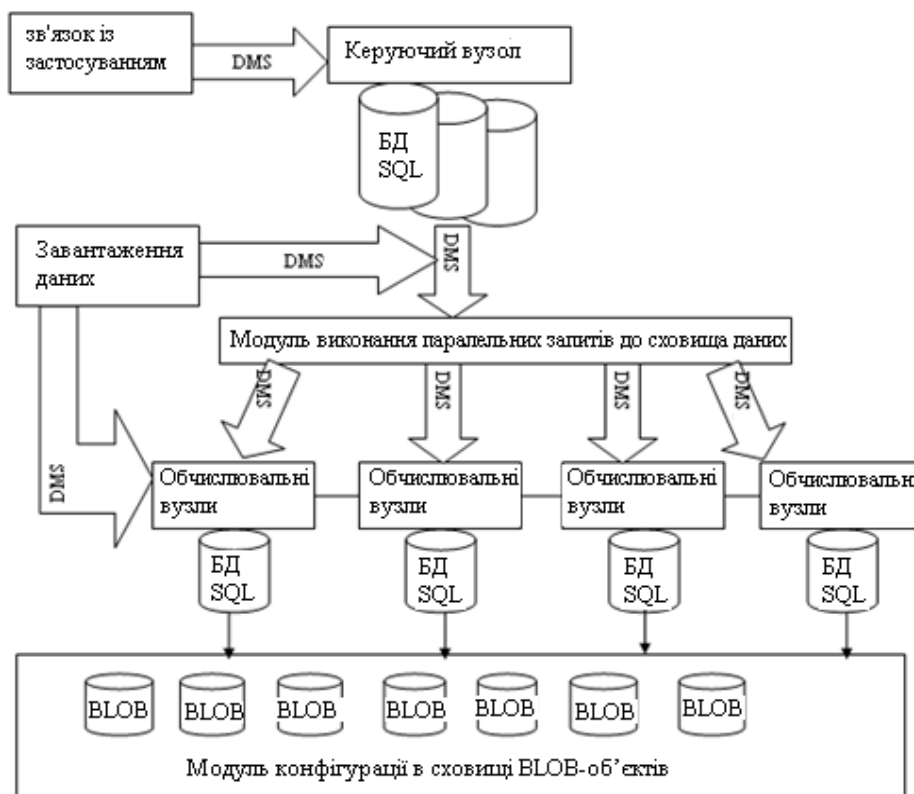 зв'язок із
застосуванням
DMS
Керуючий вузол
БД
SQL
Завантаження
даних
DMS
DMS
Модуль виконання паралельних запитів до сховища даних
DMS
DMS
DMS
DMS
DMS
Обчислювальні
вузли
Обчислювальні
вузли
Обчислювальні
вузли
Обчислювальні
вузли
БД
SQL
БД
SQL
БД
SQL
БД
SQL
BLOB
BLOB
BLOB
BLOB
BLOB
BLOB
BLOB
Модуль конфігурації в сховищі BLOB-об’єктів